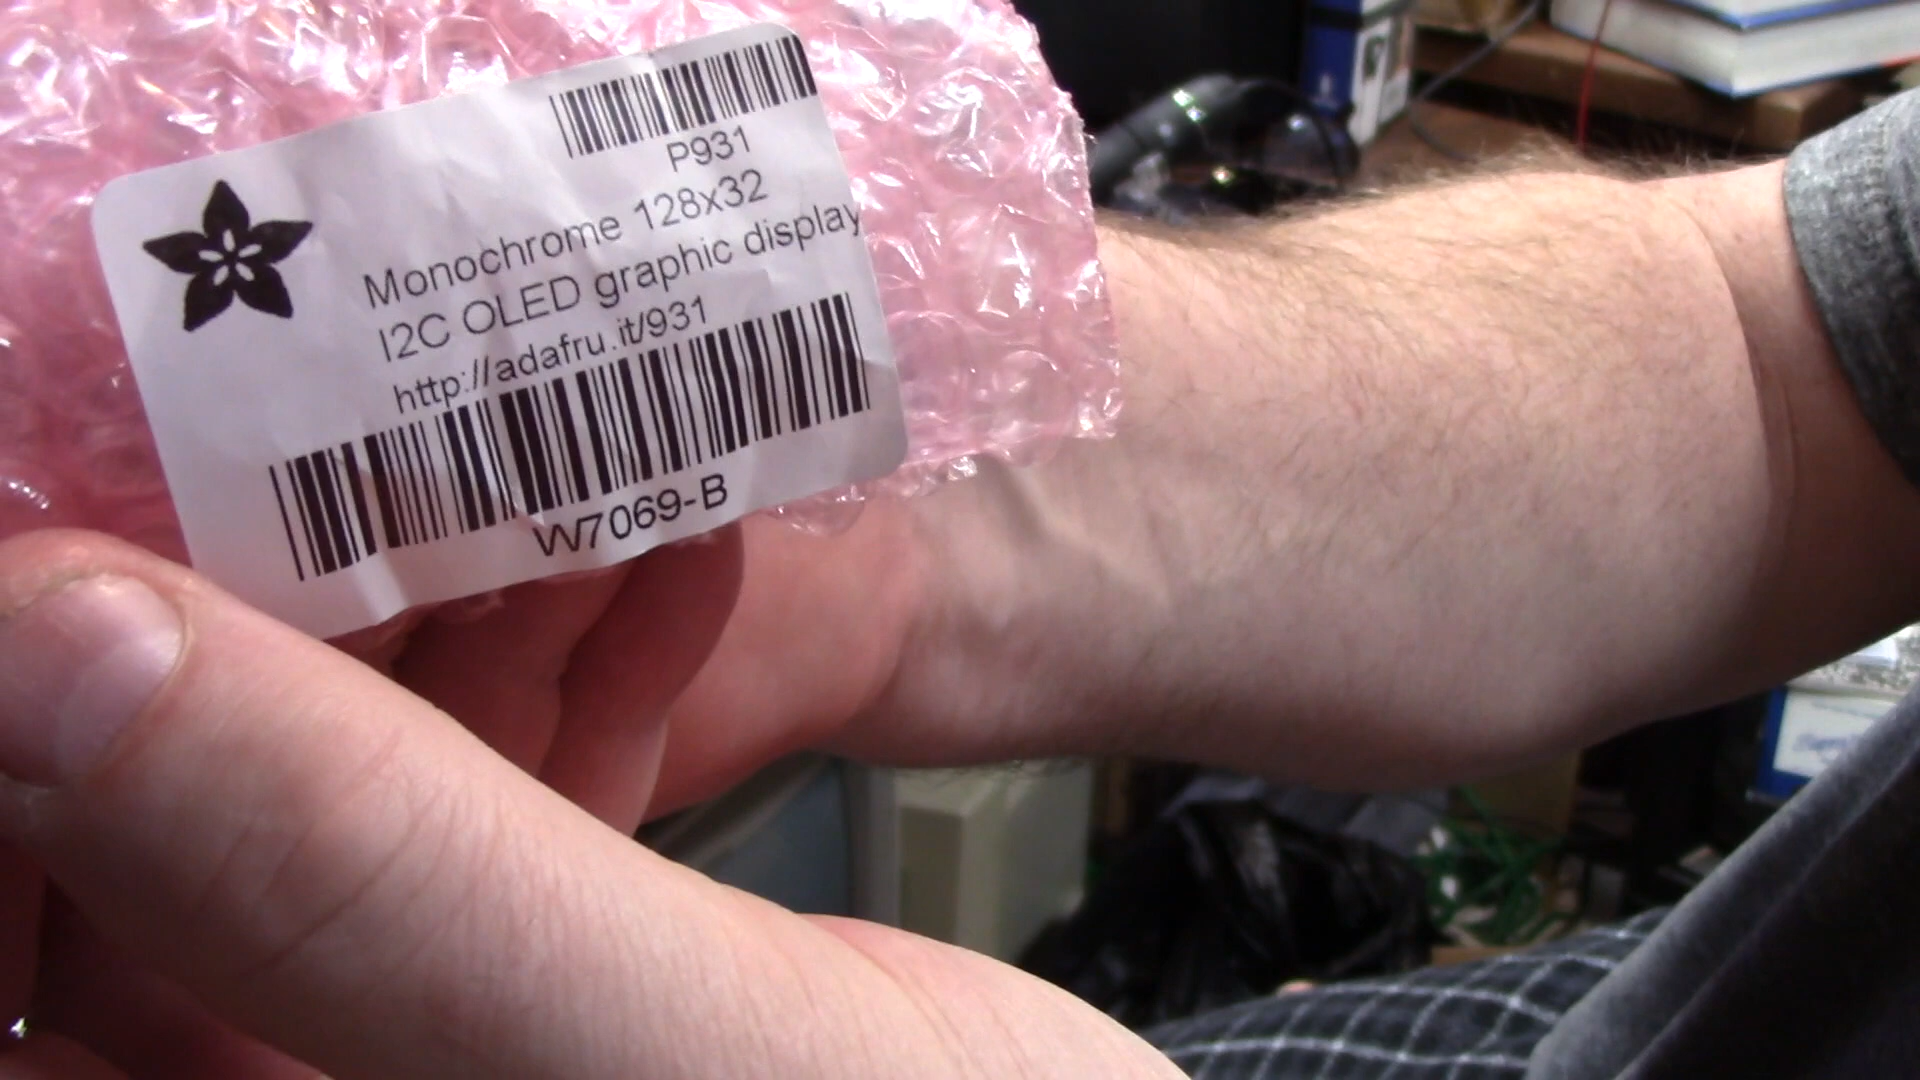 P931
Monochrome 128x32
I2C OLED graphic display
http://adafru.it/931
W7069-B